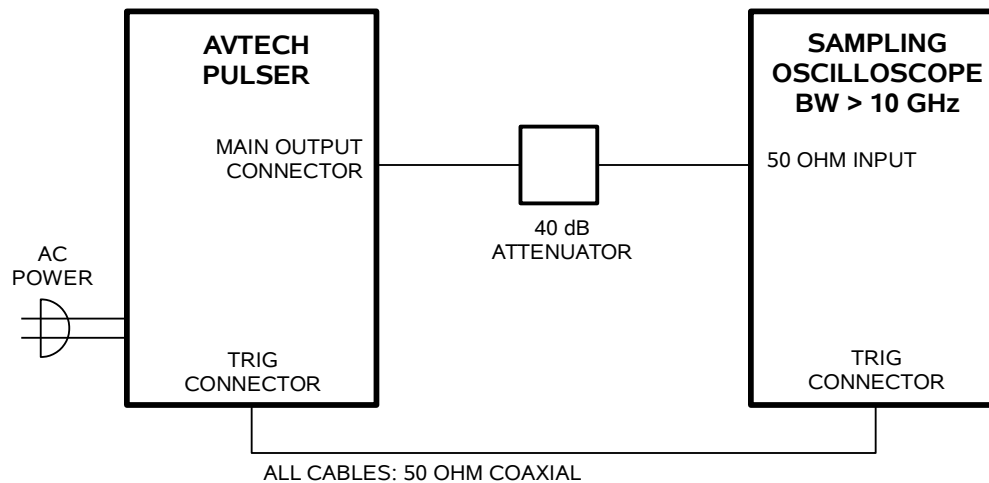 AVTECH
PULSER
SAMPLING
OSCILLOSCOPE
BW > 10 GHz
MAIN OUTPUT
CONNECTOR
50 OHM INPUT
40 dB
ATTENUATOR
AC
POWER
TRIG
CONNECTOR
TRIG
CONNECTOR
ALL CABLES: 50 OHM COAXIAL